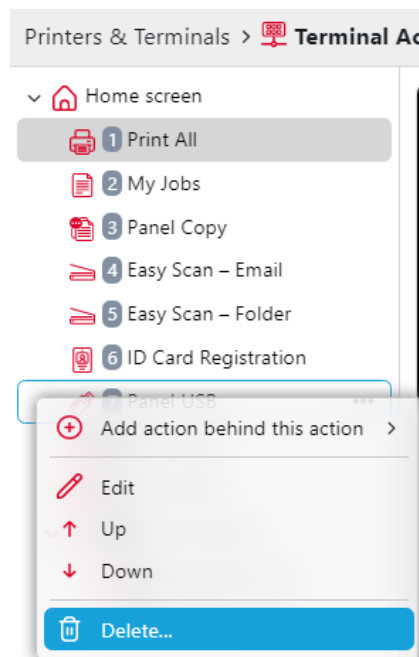 Printers & Terminals > Terminal Ac
Home screen
1 Print All
2 My Jobs
3 Panel Copy
4 Easy Scan – Email
5 Easy Scan – Folder
6 ID Card Registration
7 Panel USB
Add action behind this action
Edit
Up
Down
Delete...